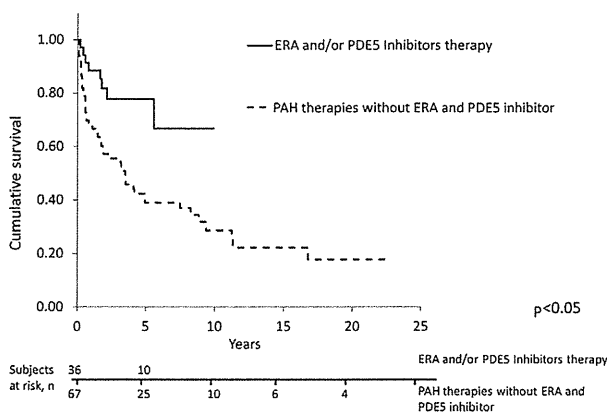 1.00
0.80
0.60
0.40
0.20
0.00
Cumulative survival
ERA and/or PDE5 Inhibitors therapy
PAH therapies without ERA and PDE5 inhibitor
0 5 10 15 20 25
Years
p<0.05
Subjects
at risk, n
36 10
ERA and/or PDE5 Inhibitors therapy
67 25 10 6 4
PAH therapies without ERA and
PDE5 inhibitor